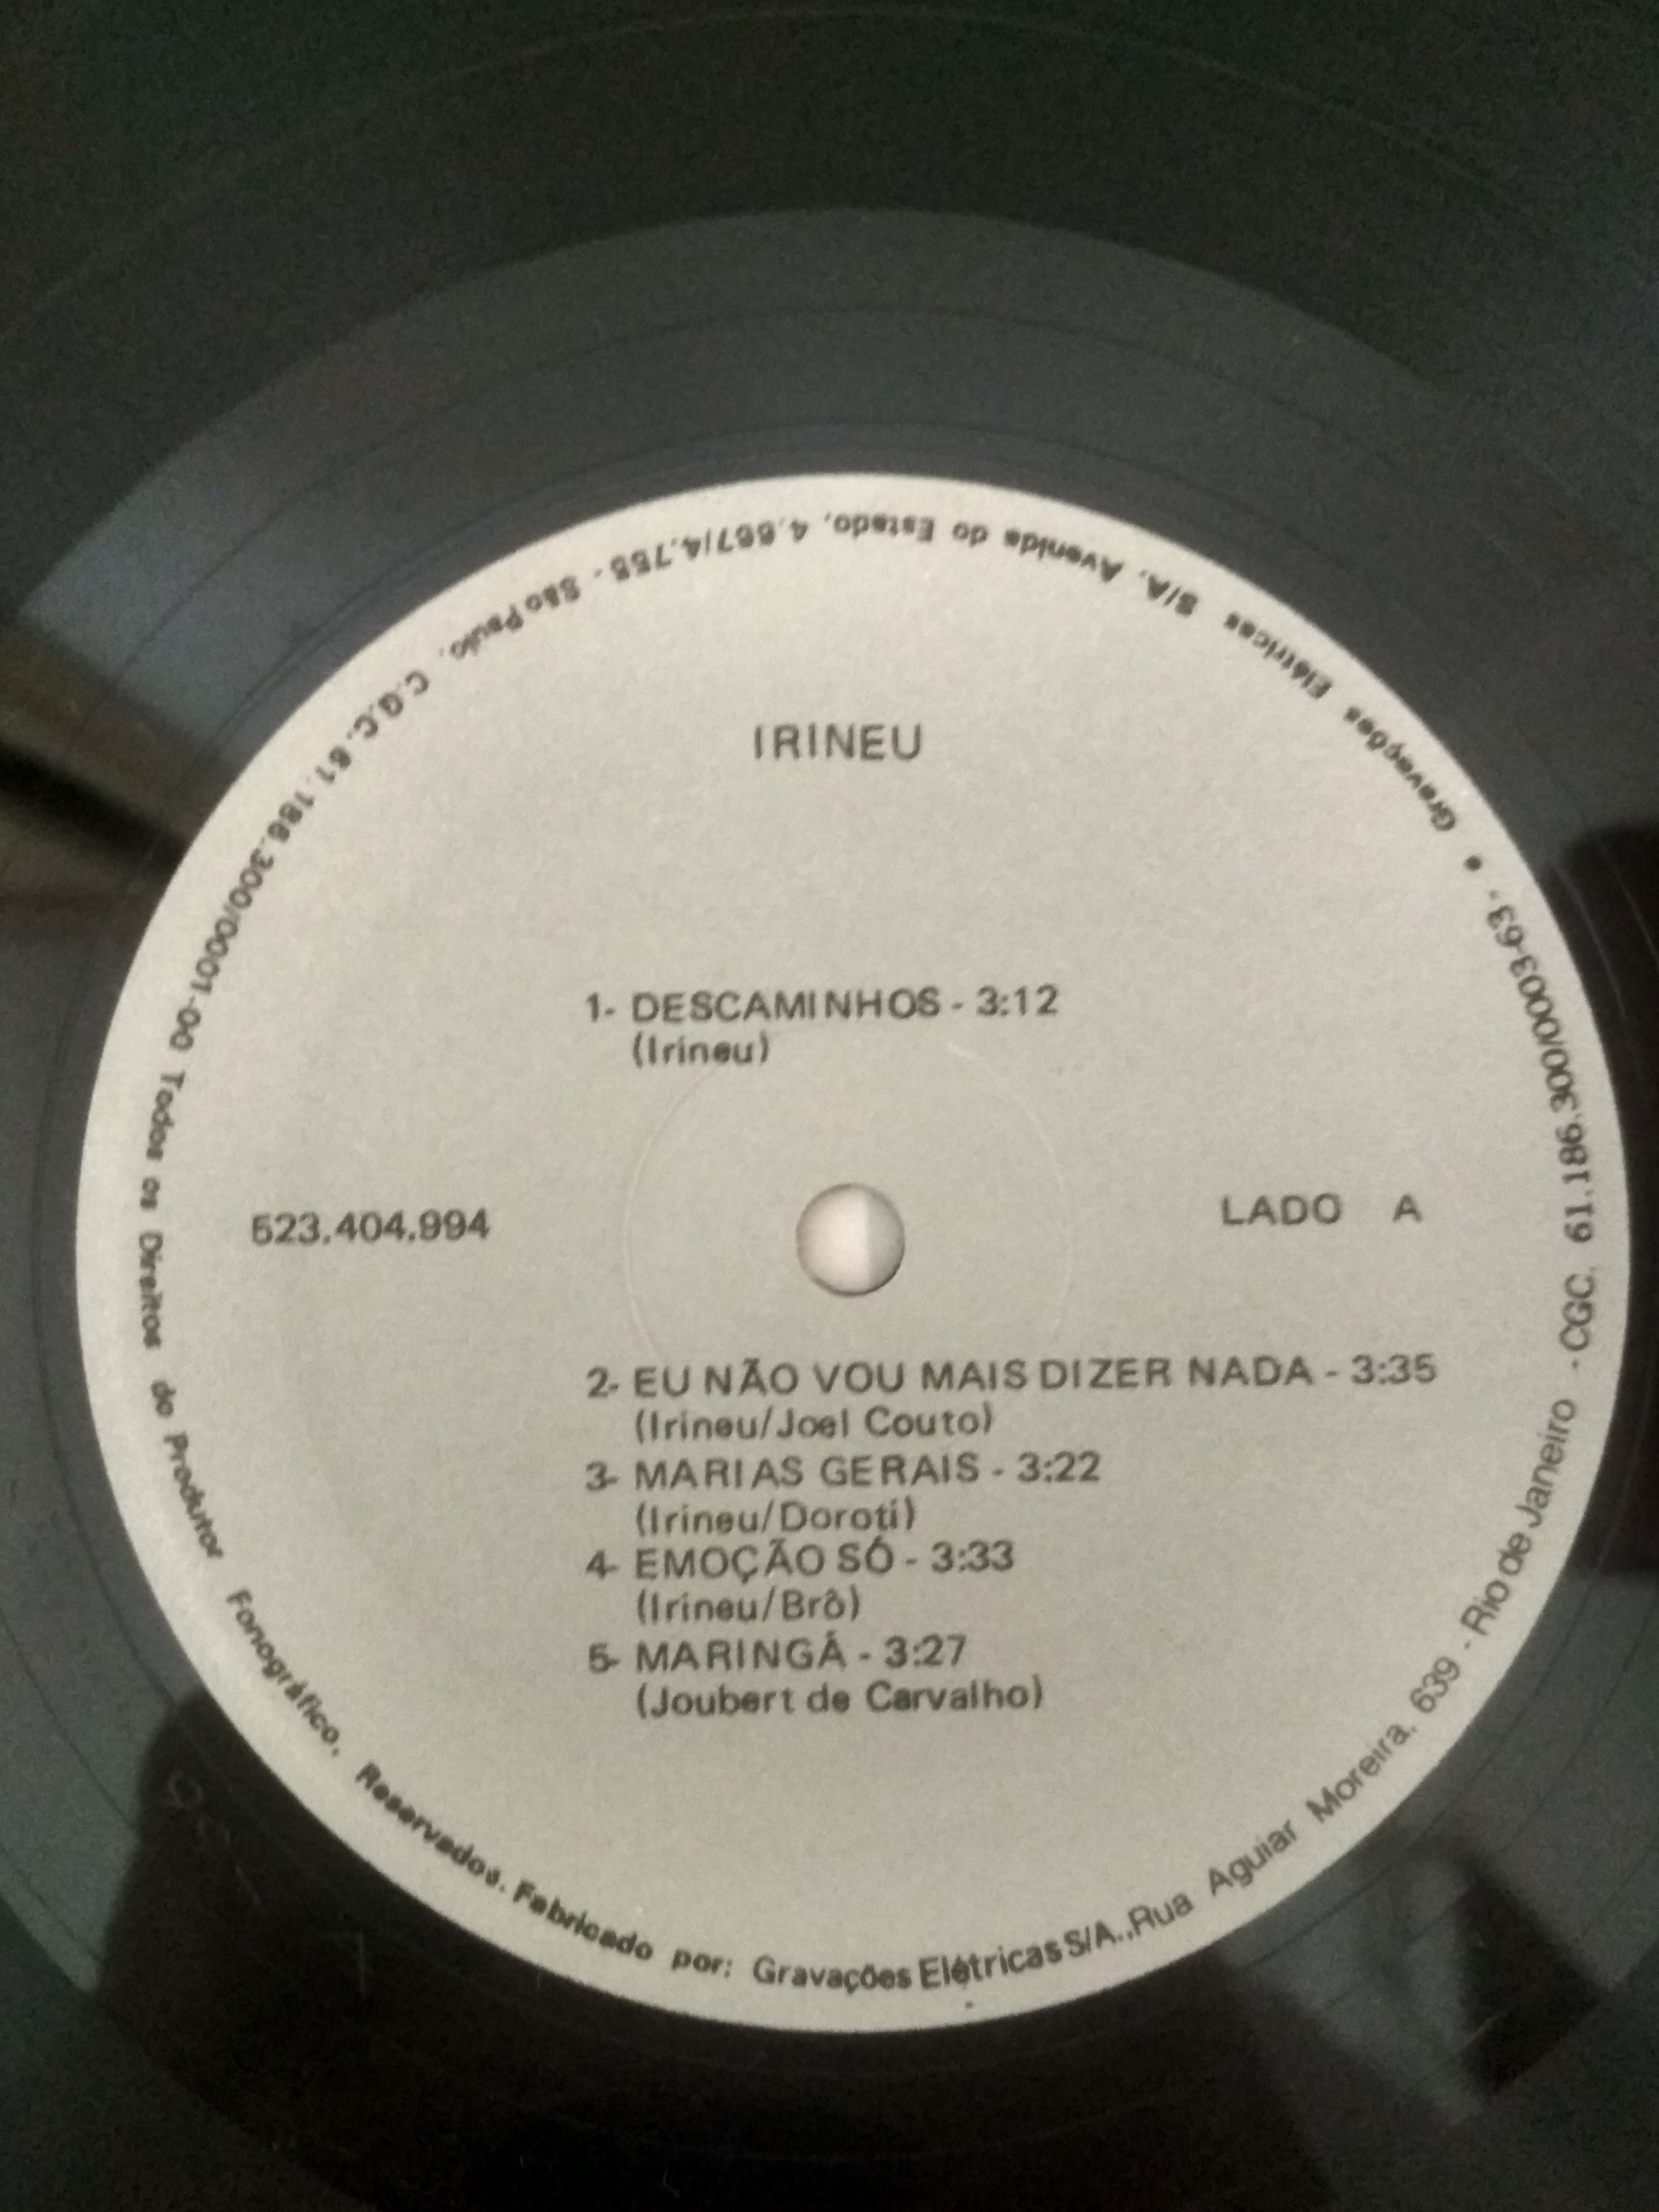 IRINEU
1- DESCAMINHOS - 3:12
(Irineu)
523.404.994
LADO A
2- EU NÃO VOU MAIS DIZER NADA - 3:35
(Irineu/Joel Couto)
3- MARIAS GERAIS - 3:22
(Irineu/Doroti)
4- EMOÇÃO SÓ - 3:33
(Irineu/Brô)
5- MARINGÁ - 3:27
(Joubert de Carvalho)
• Gravações Elétricas S/A. Avenida do Estado, 4.667/4.755 - São Paulo. C.G.C. 61.186.300/0001-00 Todos os Direitos do Produtor Fonográfico, Reservados. Fabricado por: Gravações Elétricas S/A.,Rua Aguiar Moreira, 639 - Rio de Janeiro - CGC. 61.186.300/0003-63,